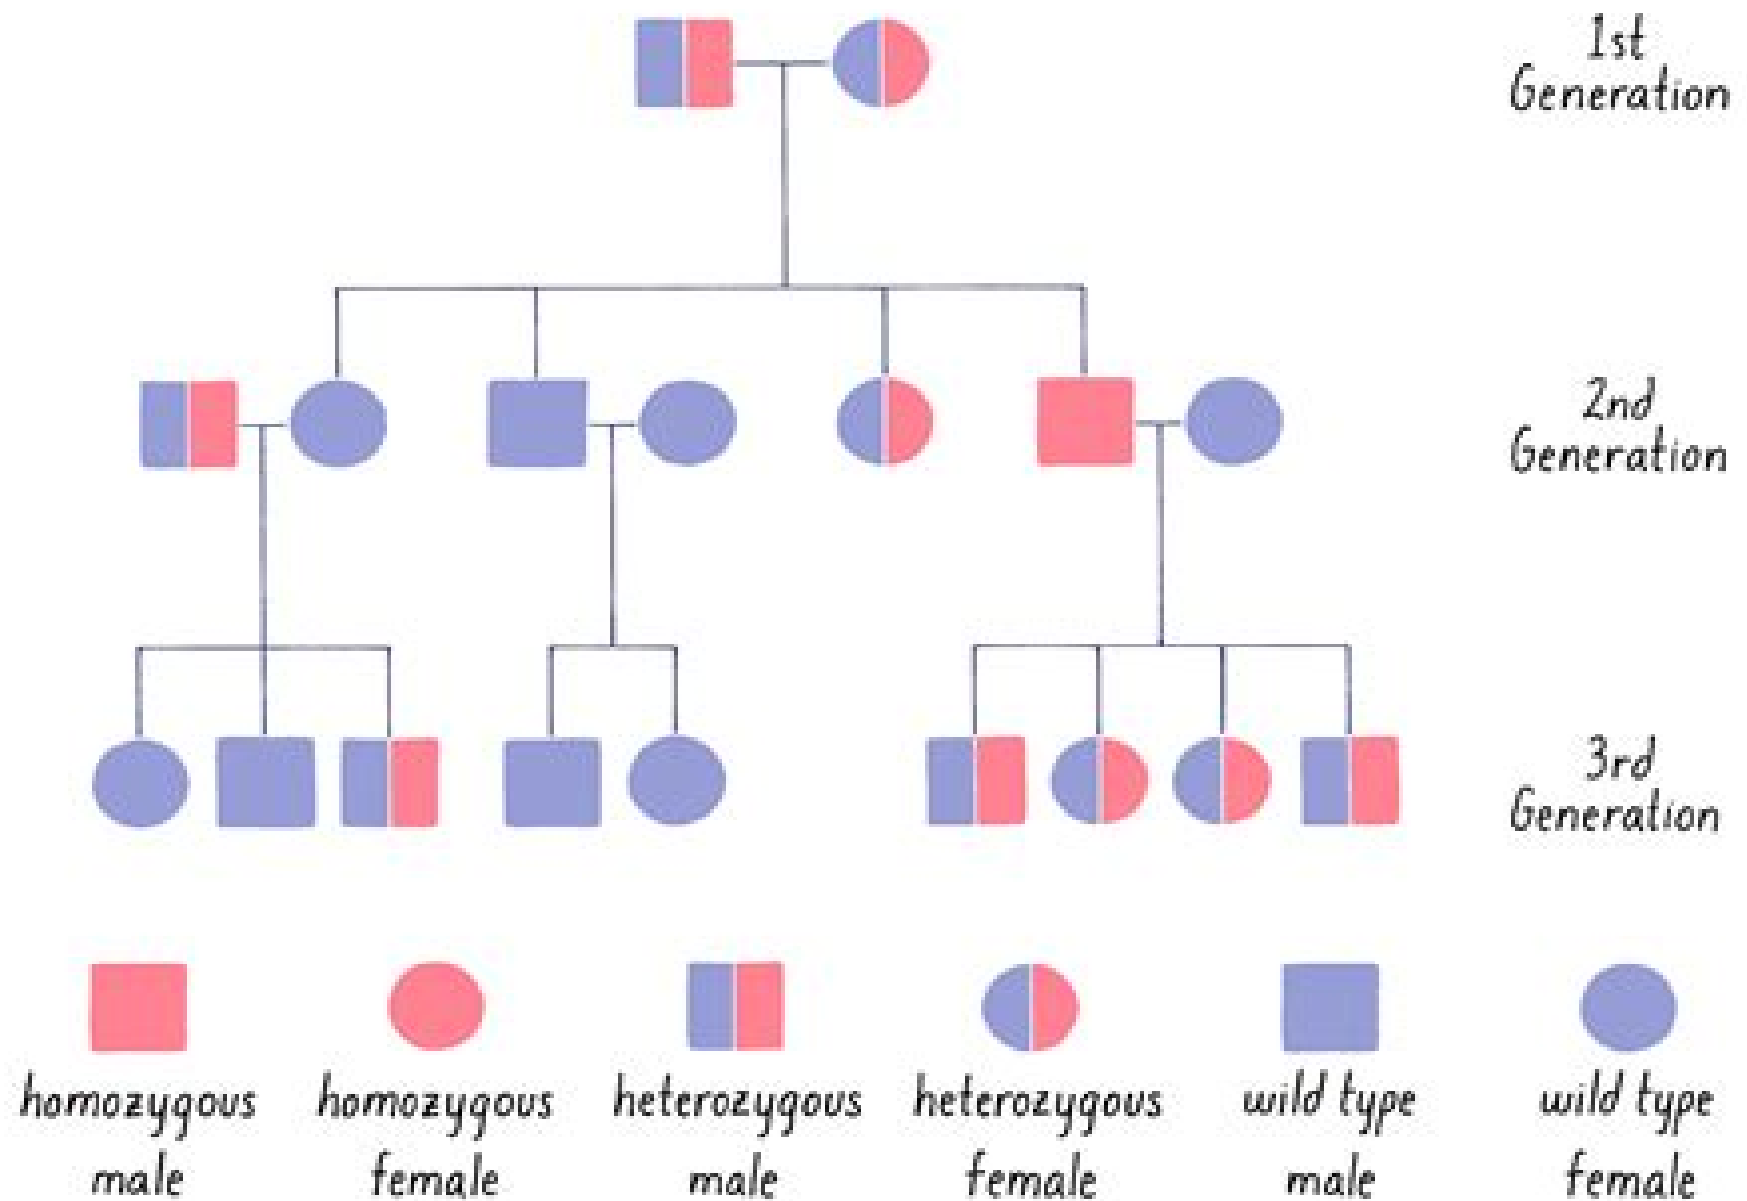 1st
Generation
2nd
Generation
3rd
Generation
homozygous
male
homozygous
female
heterozygous
male
heterozygous
female
wild type
male
wild type
female